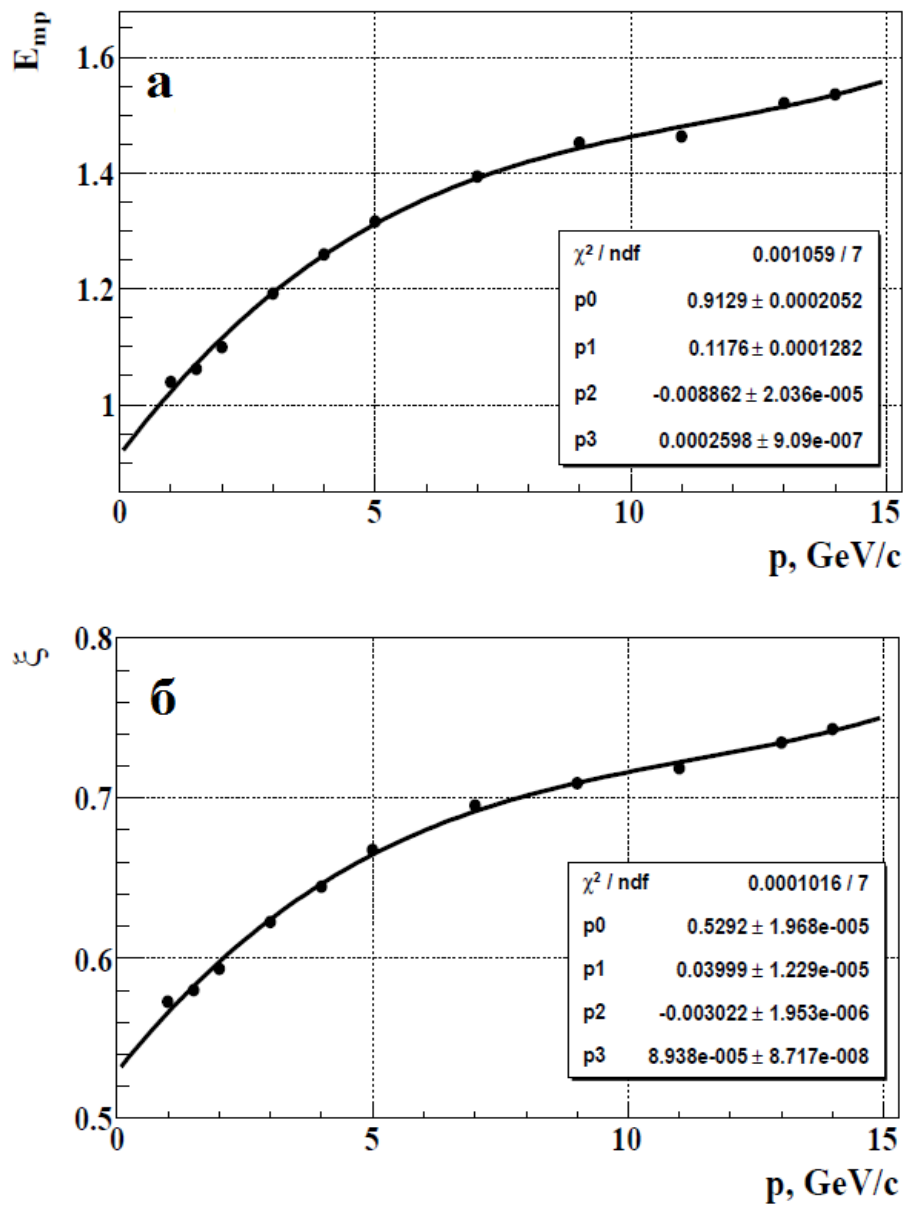 E_mp
a
1.6
1.4
1.2
1
χ² / ndf 0.001059 / 7
p0 0.9129 ± 0.0002052
p1 0.1176 ± 0.0001282
p2 -0.008862 ± 2.036e-005
p3 0.0002598 ± 9.09e-007
0 5 10 15
p, GeV/c
ξ
б
0.8
0.7
0.6
0.5
χ² / ndf 0.0001016 / 7
p0 0.5292 ± 1.968e-005
p1 0.03999 ± 1.229e-005
p2 -0.003022 ± 1.953e-006
p3 8.938e-005 ± 8.717e-008
0 5 10 15
p, GeV/c